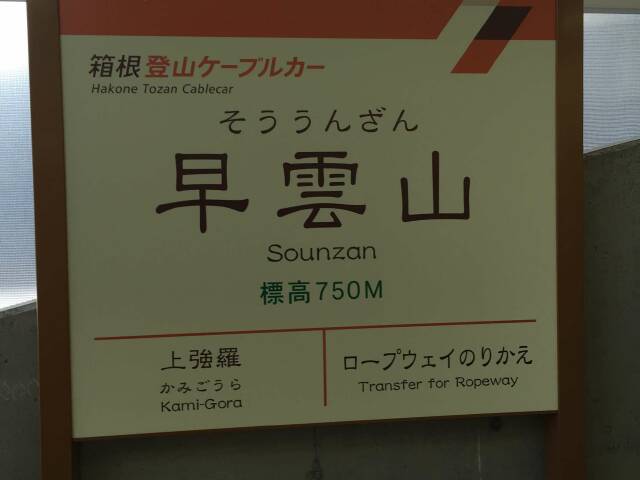 箱根 登山ケーブルカー
Hakone Tozan Cablecar
そううんざん
早雲山
Sounzan
標高750M
上強羅
かみごうら
Kami-Gora
ロープウェイのりかえ
Transfer for Ropeway